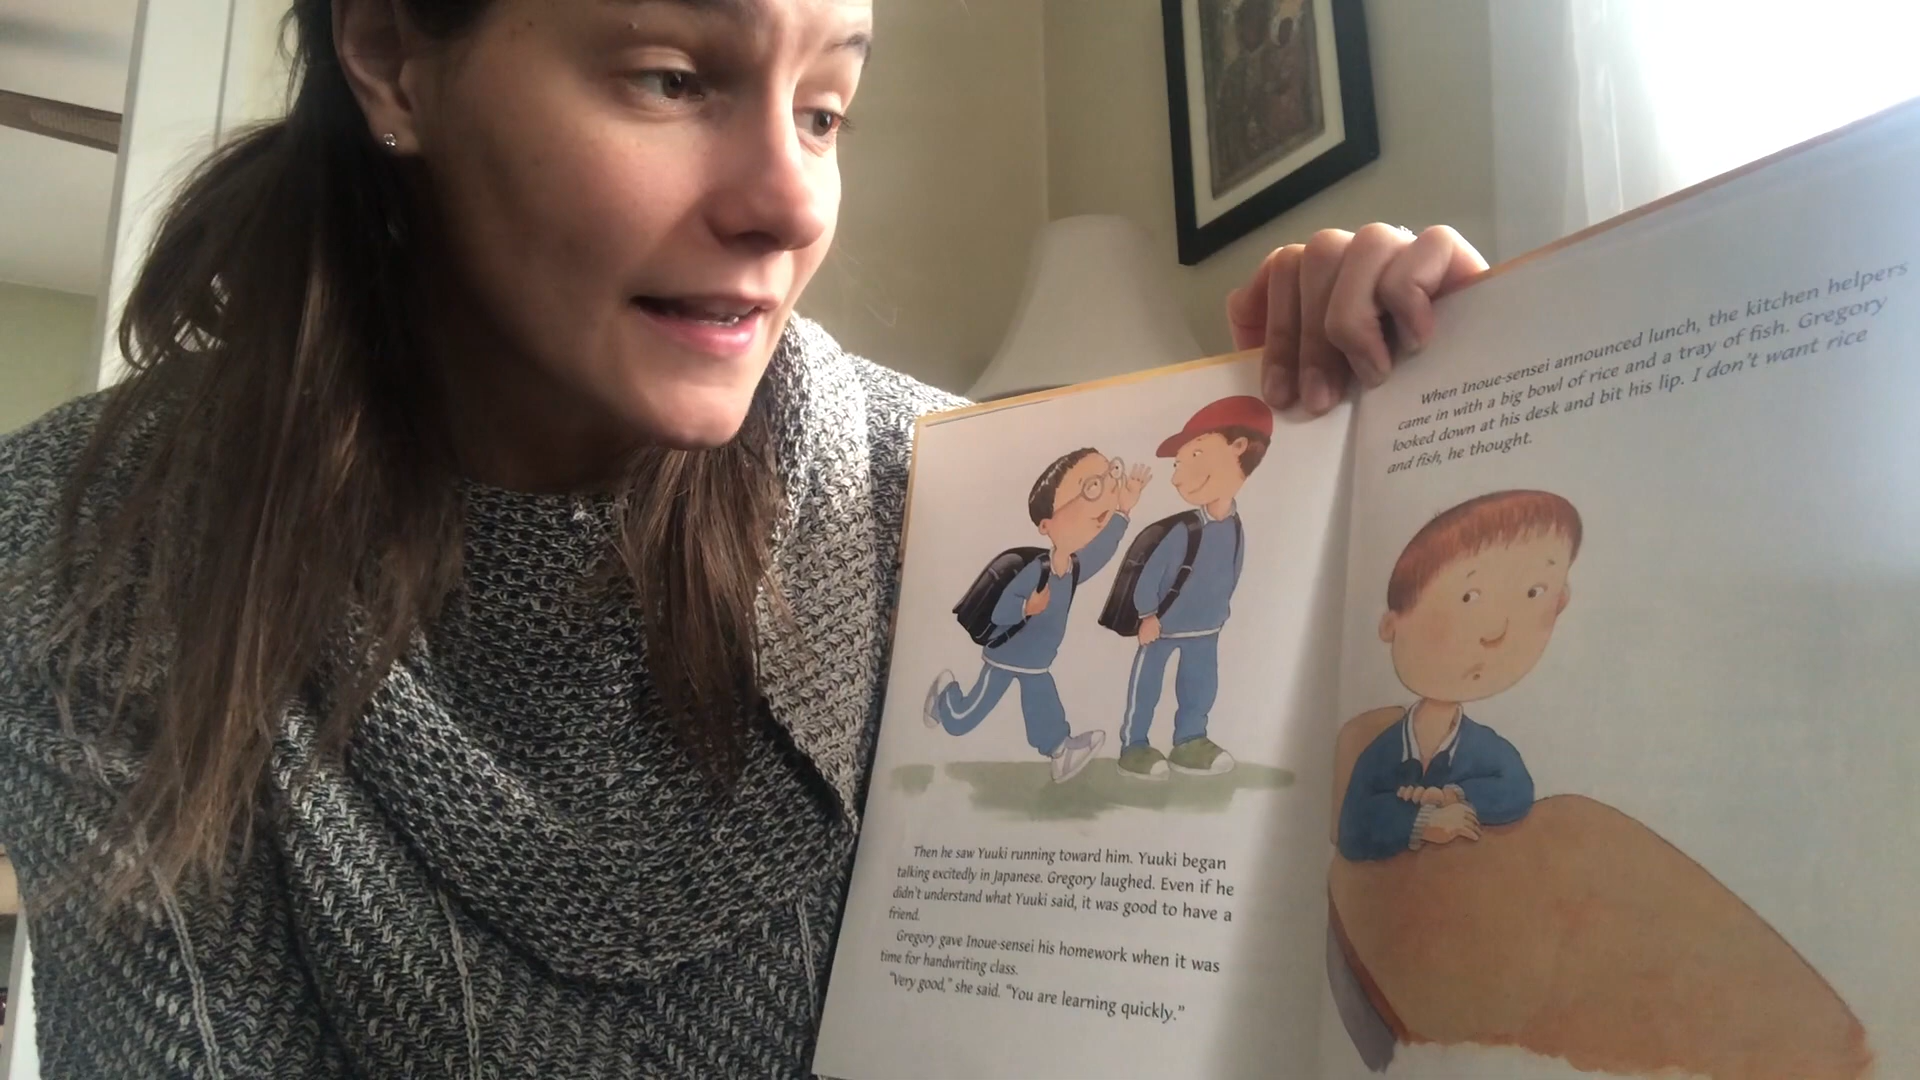 Then he saw Yuuki running toward him. Yuuki began
talking excitedly in Japanese. Gregory laughed. Even if he
didn't understand what Yuuki said, it was good to have a
friend.
Gregory gave Inoue-sensei his homework when it was
time for handwriting class.
"Very good," she said. "You are learning quickly."
When Inoue-sensei announced lunch, the kitchen helpers
came in with a big bowl of rice and a tray of fish. Gregory
looked down at his desk and bit his lip. I don't want rice
and fish, he thought.